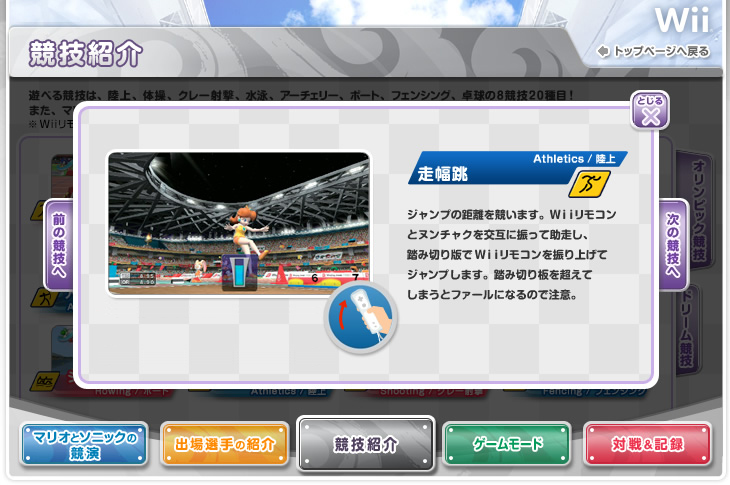 Wii
競技紹介
トップページへ戻る
遊べる競技は、陸上、体操、クレー射撃、水泳、アーチェリー、ボート、フェンシング、卓球の8競技20種目!
また、マ
※Wiiリモ
とじる
Athletics / 陸上
走幅跳
ジャンプの距離を競います。Wiiリモコン
とヌンチャクを交互に振って助走し、
踏み切り版でWiiリモコンを振り上げて
ジャンプします。踏み切り板を超えて
しまうとファールになるので注意。
前の競技へ
次の競技へ
オリンピック競技
ドリーム競技
6
7
Rowing / ボート
Athletics / 陸上
Shooting / クレー射撃
Fencing / フェンシング
マリオとソニックの
競演
出場選手の紹介
競技紹介
ゲームモード
対戦&記録